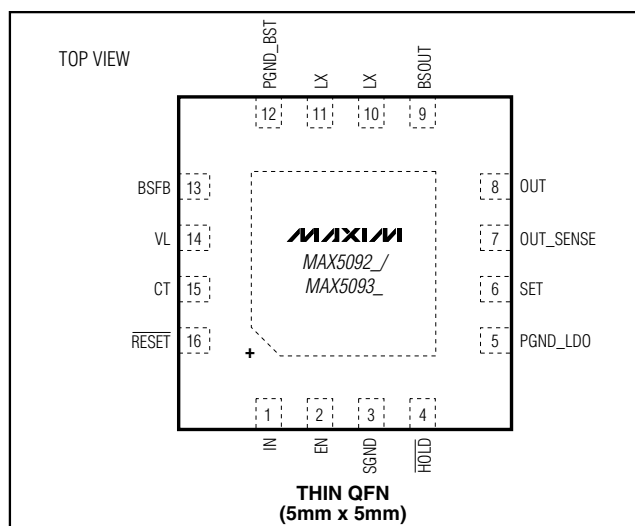 TOP VIEW
PGND_BST
LX
LX
BSOUT
12
11
10
9
BSFB 13
8 OUT
VL 14
MAXIM
7 OUT_SENSE
MAX5092_/
CT 15
MAX5093_
6 SET
R̅E̅S̅E̅T̅ 16
5 PGND_LDO
+
1
2
3
4
IN
EN
SGND
H̅O̅L̅D̅
THIN QFN
(5mm x 5mm)